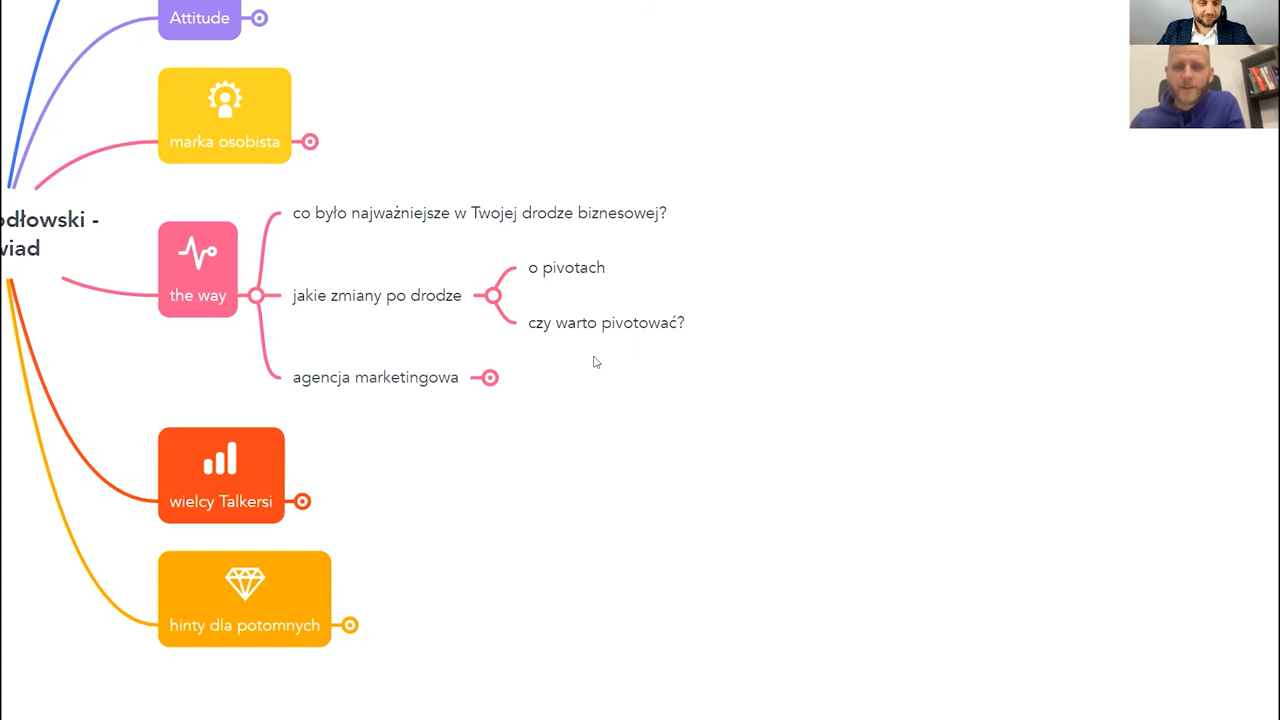 Attitude
marka osobista
odłowski -
wiad
the way
co było najważniejsze w Twojej drodze biznesowej?
jakie zmiany po drodze
o pivotach
czy warto pivotować?
agencja marketingowa
wielcy Talkersi
hinty dla potomnych